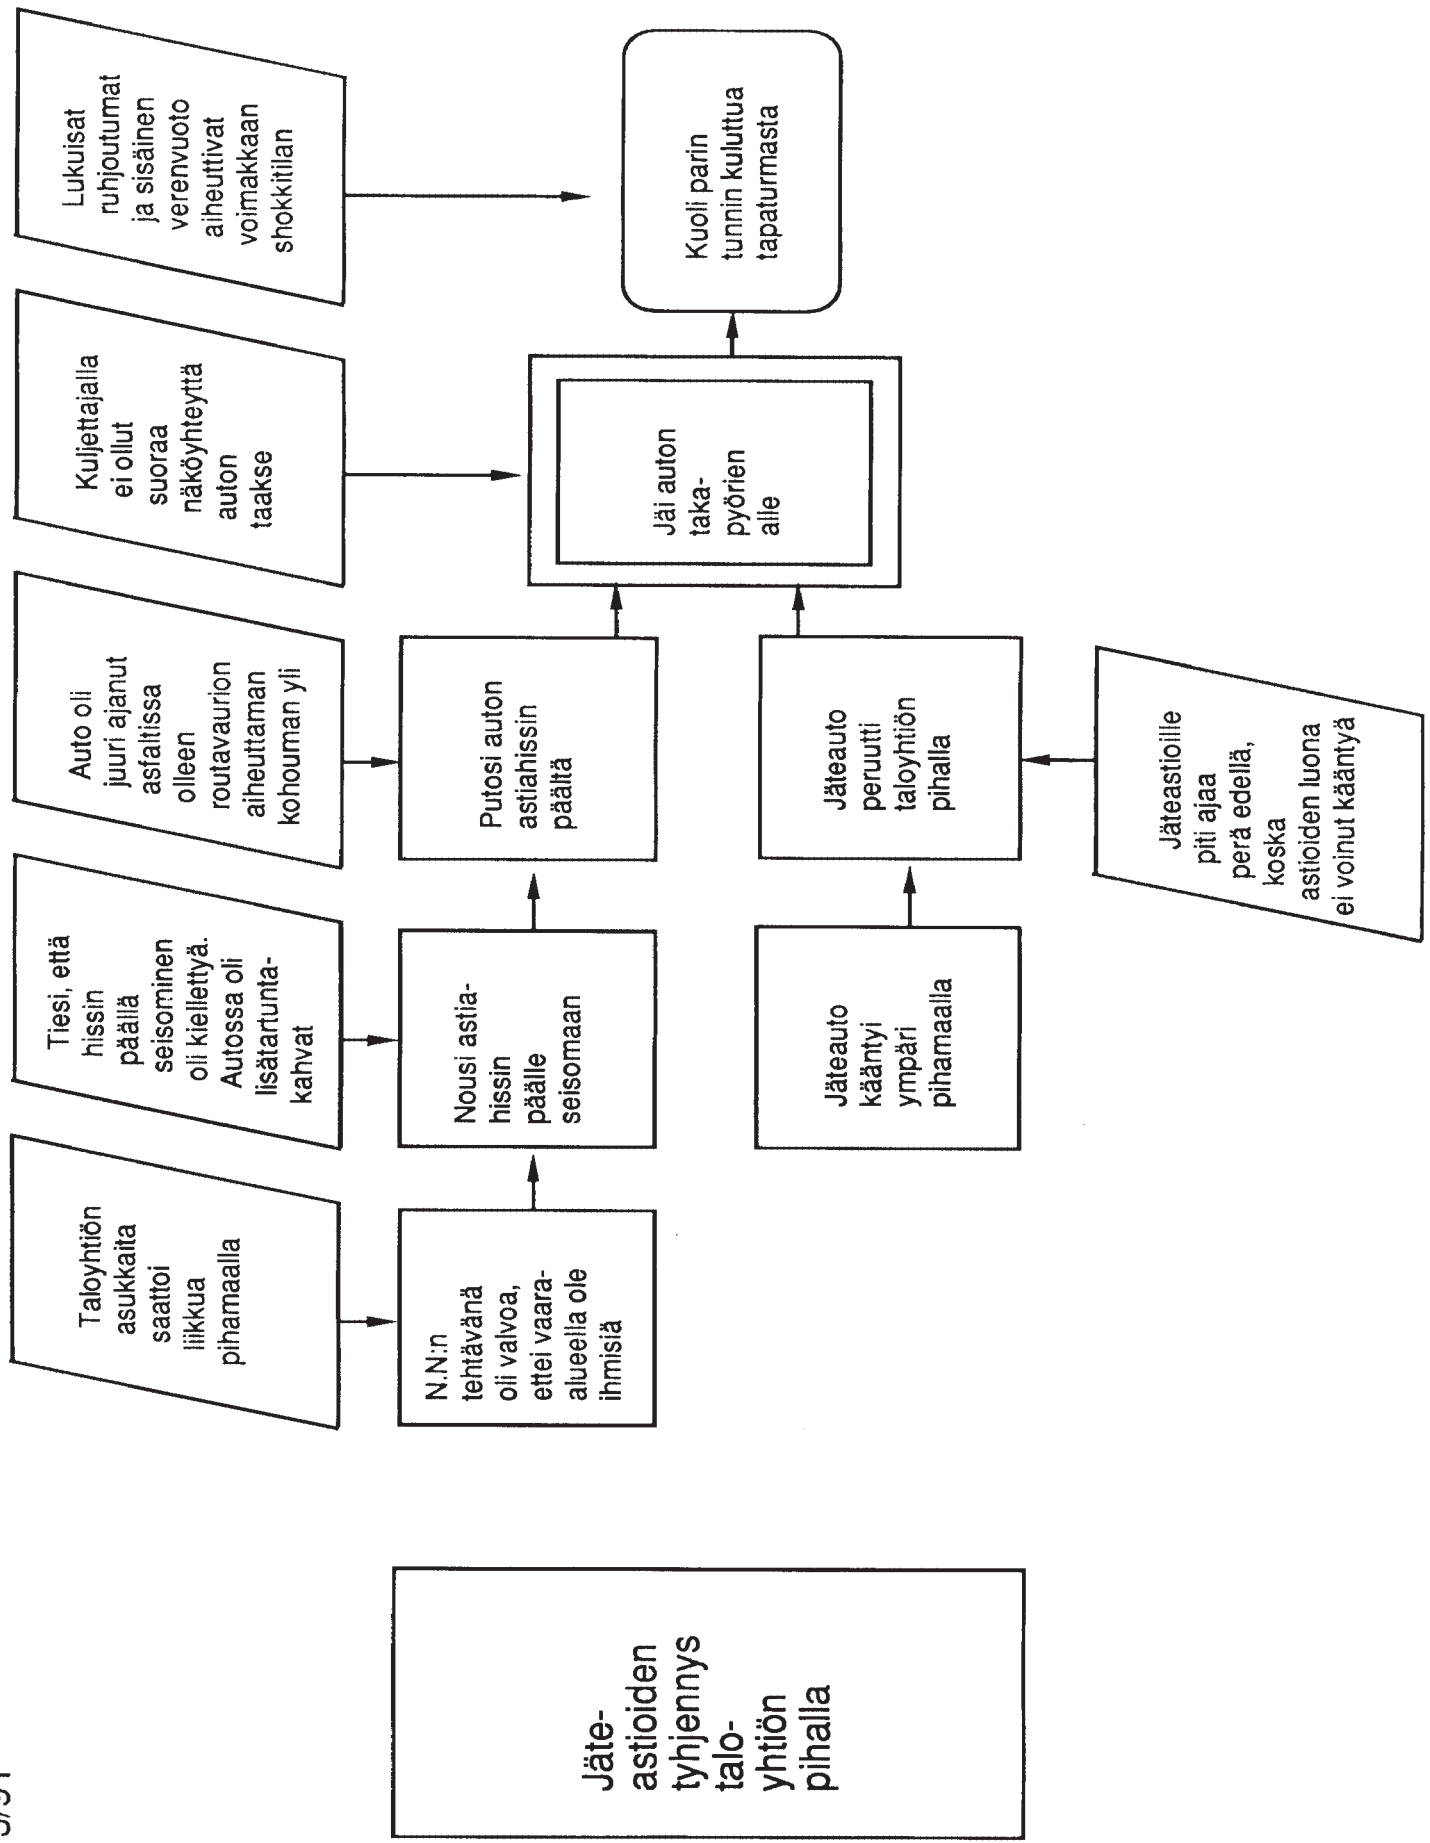 Taloyhtiön
asukkaita
saattoi
liikkua
pihamaalla
Tiesi, että
hissin
päällä
seisominen
oli kiellettyä.
Autossa oli
lisätartunta-
kahvat
Auto oli
juuri ajanut
asfaltissa
olleen
routavaurion
aiheuttaman
kohouman yli
Kuljettajalla
ei ollut
suoraa
näköyhteyttä
auton
taakse
Lukuisat
ruhjoutumat
ja sisäinen
verenvuoto
aiheuttivat
voimakkaan
shokkitilan
Jäte-
astioiden
tyhjennys
talo-
yhtiön
pihalla
N.N:n
tehtävänä
oli valvoa,
ettei vaara-
alueella ole
ihmisiä
Nousi astia-
hissin
päälle
seisomaan
Putosi auton
astiahissin
päältä
Jäi auton
taka-
pyörien
alle
Kuoli parin
tunnin kuluttua
tapaturmasta
Jäteauto
kääntyi
ympäri
pihamaalla
Jäteauto
peruutti
taloyhtiön
pihalla
Jäteastioille
piti ajaa
perä edellä,
koska
astioiden luona
ei voinut kääntyä